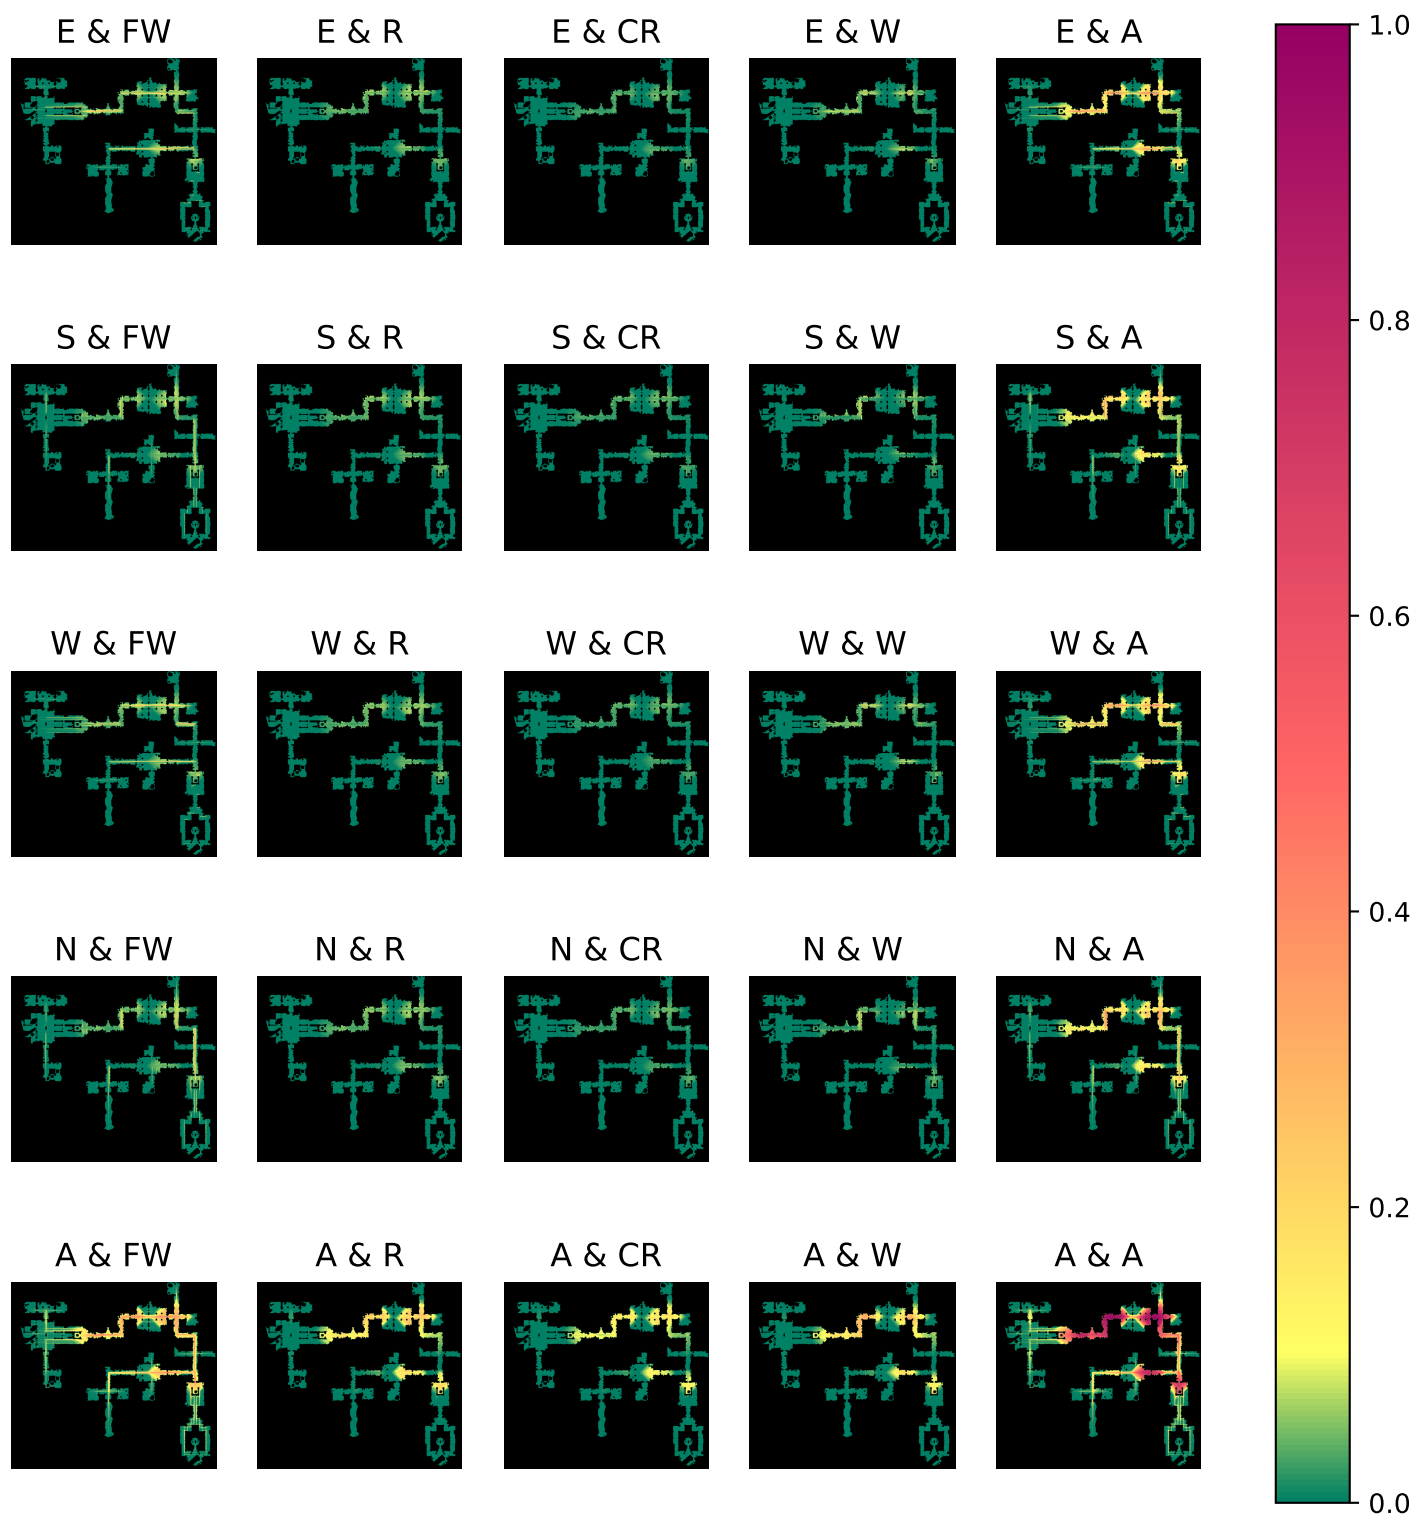 E & FW
E & R
E & CR
E & W
E & A
S & FW
S & R
S & CR
S & W
S & A
W & FW
W & R
W & CR
W & W
W & A
N & FW
N & R
N & CR
N & W
N & A
A & FW
A & R
A & CR
A & W
A & A
1.0
0.8
0.6
0.4
0.2
0.0